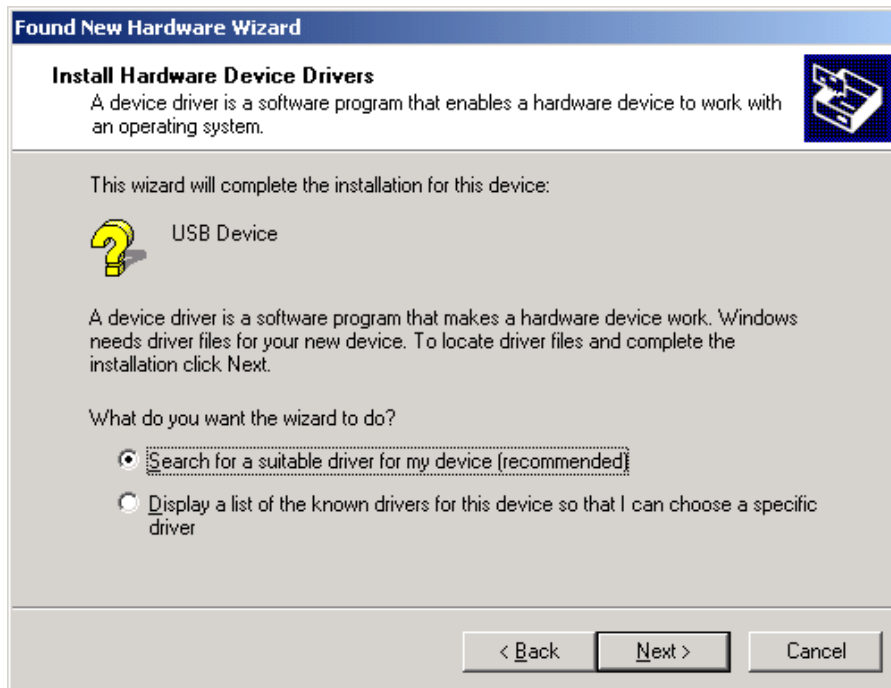 Found New Hardware Wizard
Install Hardware Device Drivers
A device driver is a software program that enables a hardware device to work with
an operating system.
This wizard will complete the installation for this device:
USB Device
A device driver is a software program that makes a hardware device work. Windows
needs driver files for your new device. To locate driver files and complete the
installation click Next.
What do you want the wizard to do?
Search for a suitable driver for my device (recommended)
Display a list of the known drivers for this device so that I can choose a specific
driver
< Back
Next >
Cancel